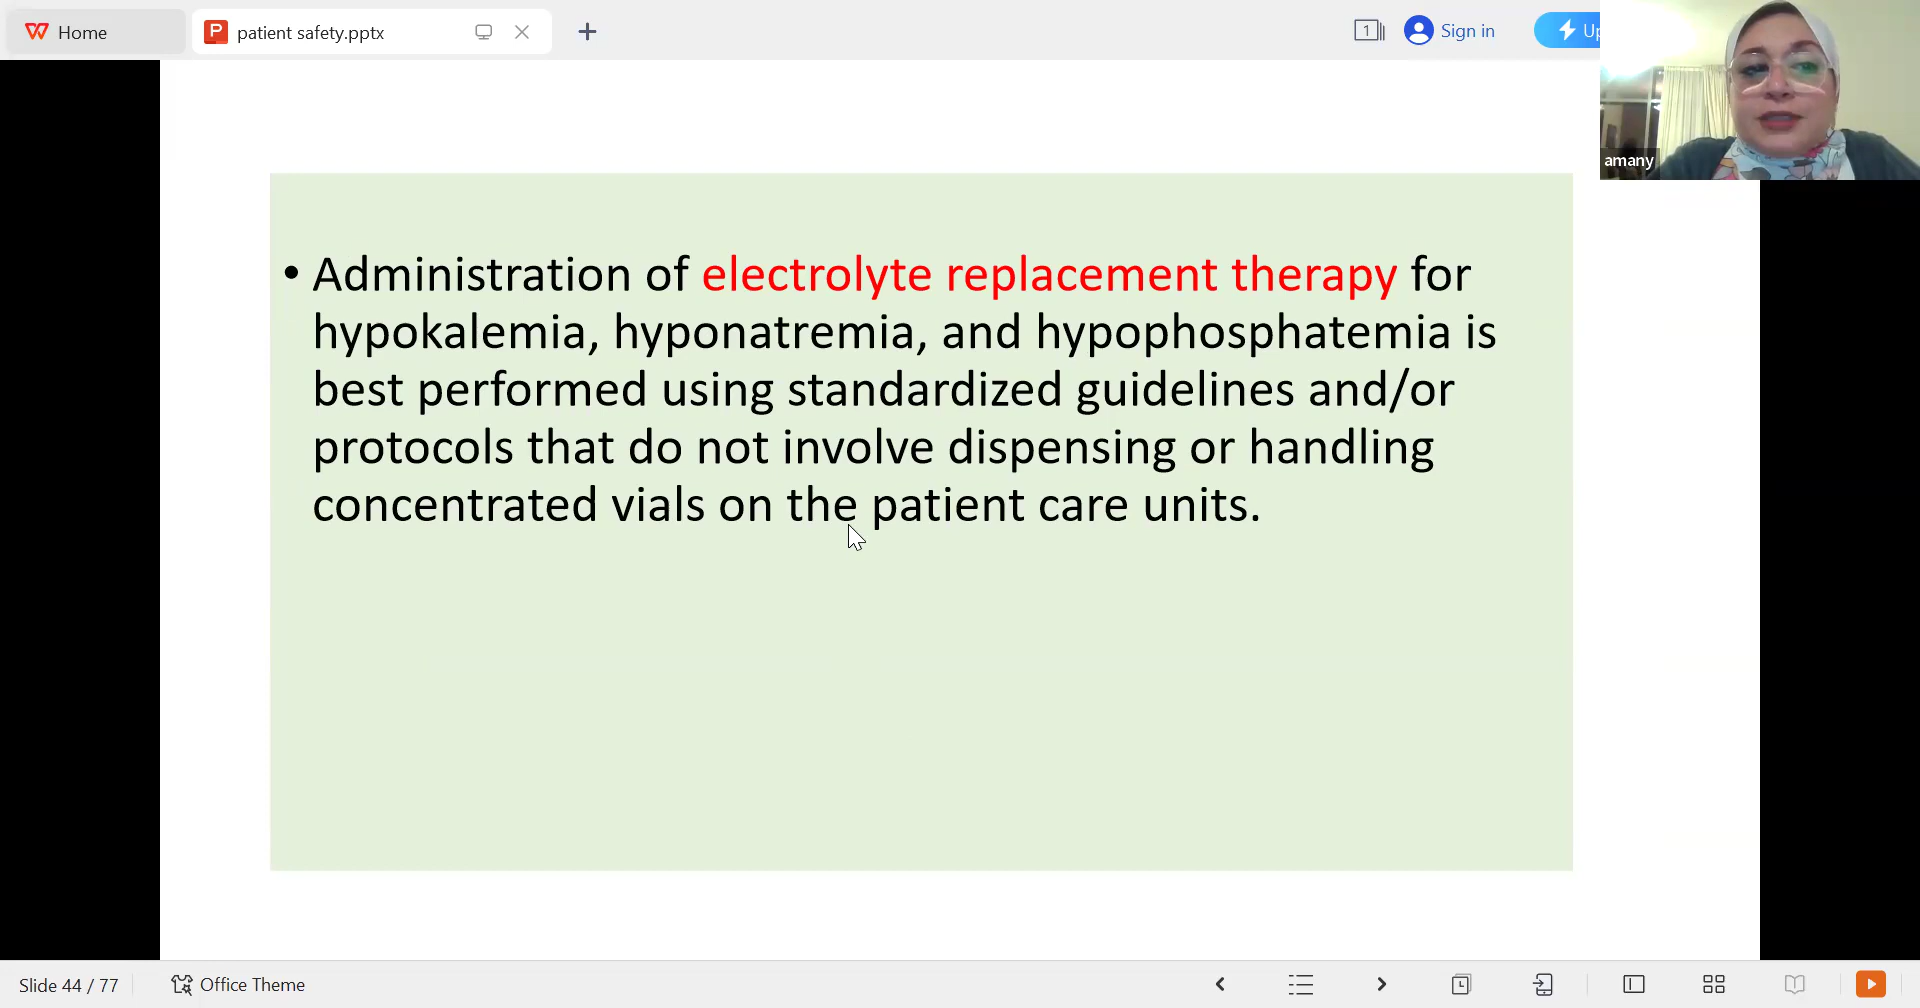 Home
patient safety.pptx
1
Sign in
Up
amany
• Administration of electrolyte replacement therapy for
hypokalemia, hyponatremia, and hypophosphatemia is
best performed using standardized guidelines and/or
protocols that do not involve dispensing or handling
concentrated vials on the patient care units.
Slide 44 / 77
Office Theme